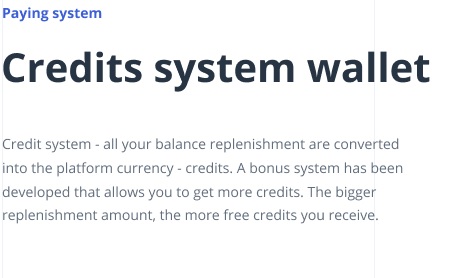 Paying system
Credits system wallet
Credit system - all your balance replenishment are converted
into the platform currency - credits. A bonus system has been
developed that allows you to get more credits. The bigger
replenishment amount, the more free credits you receive.